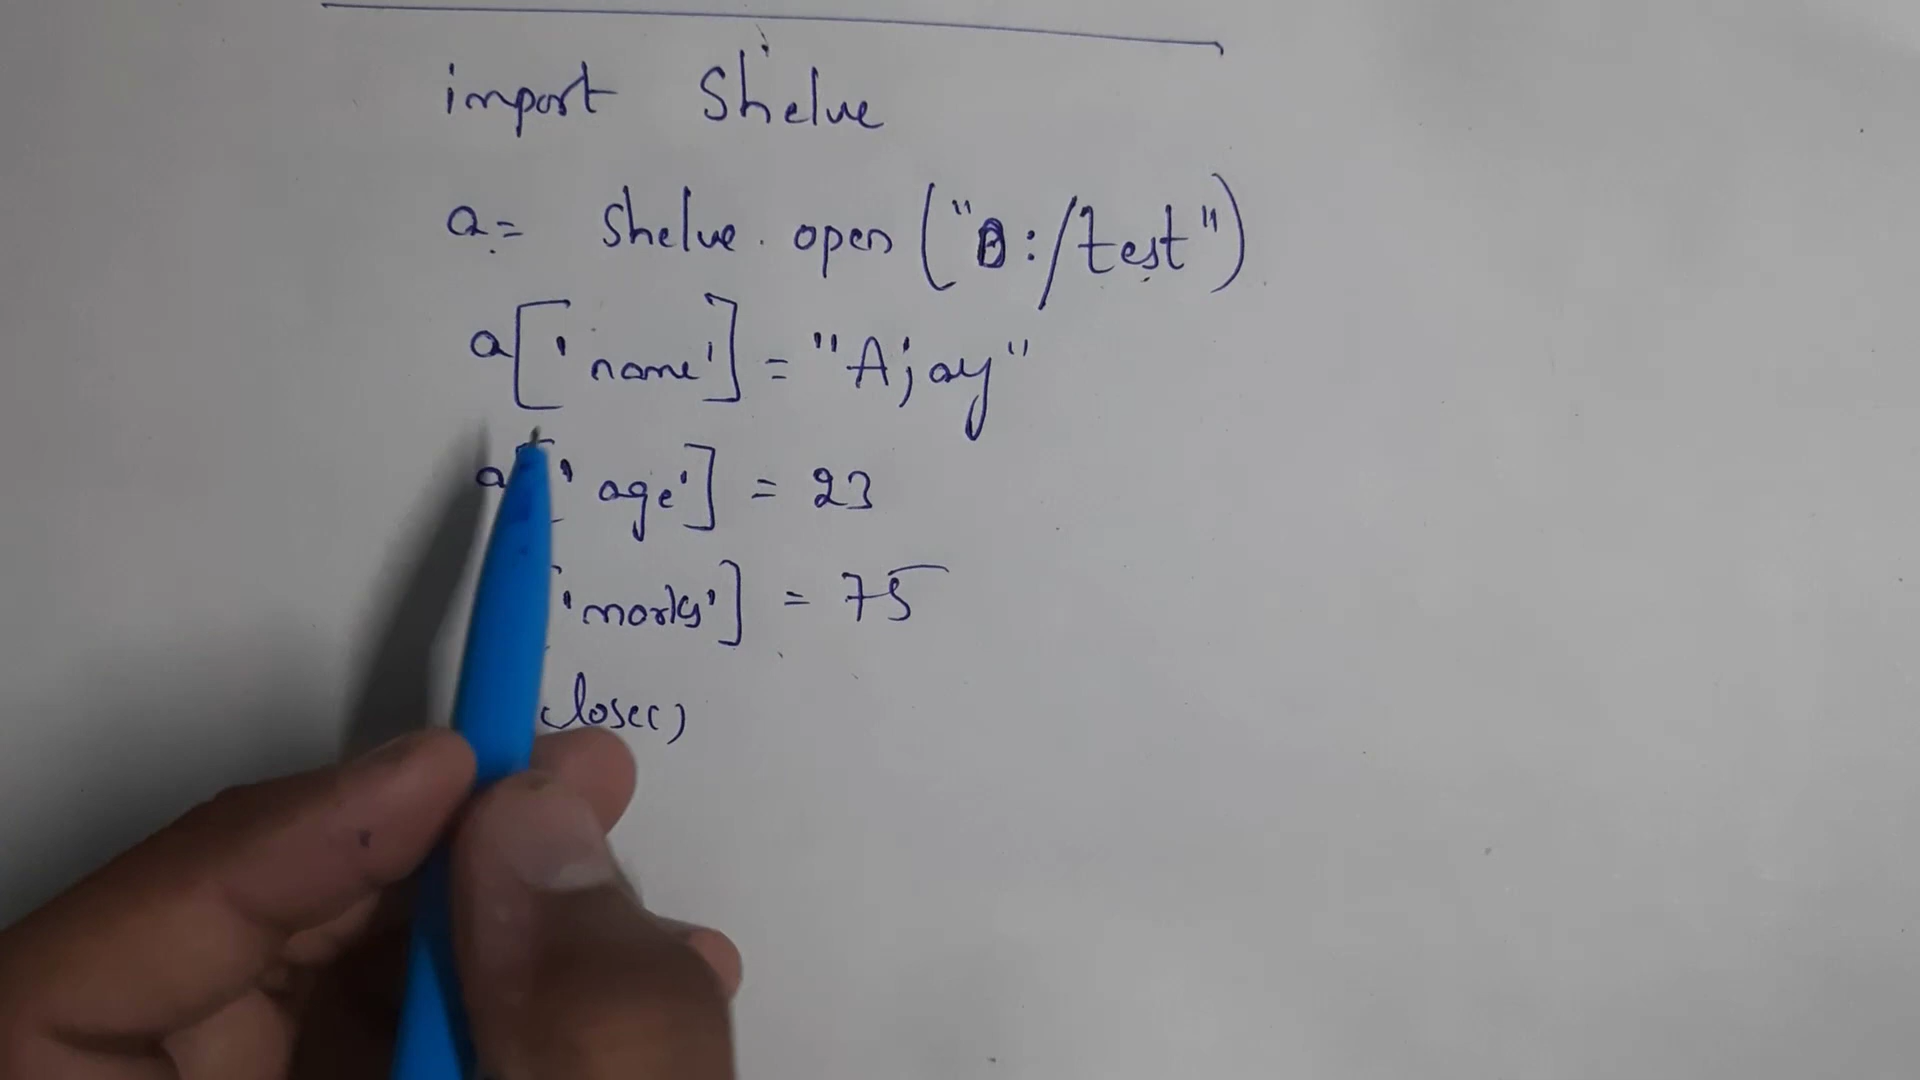 import Shelve
a= Shelve.open("D:/test")
a['name']="Ajay"
a['age'] = 23
['marks'] = 75
close()